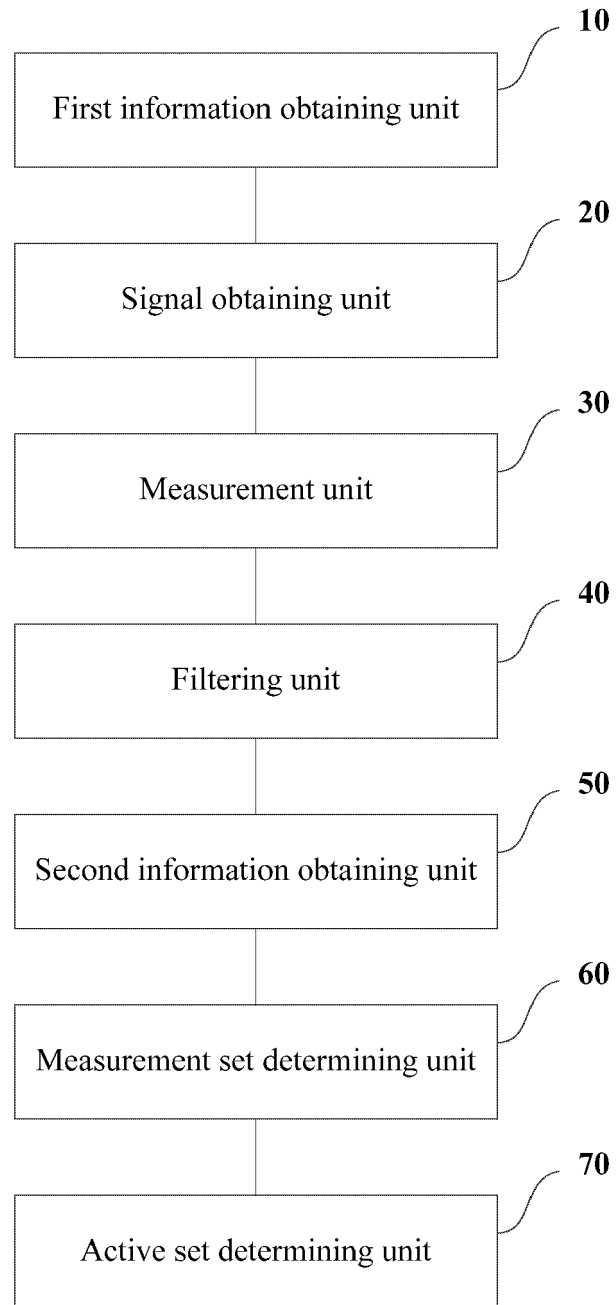 10
First information obtaining unit
20
Signal obtaining unit
30
Measurement unit
40
Filtering unit
50
Second information obtaining unit
60
Measurement set determining unit
70
Active set determining unit